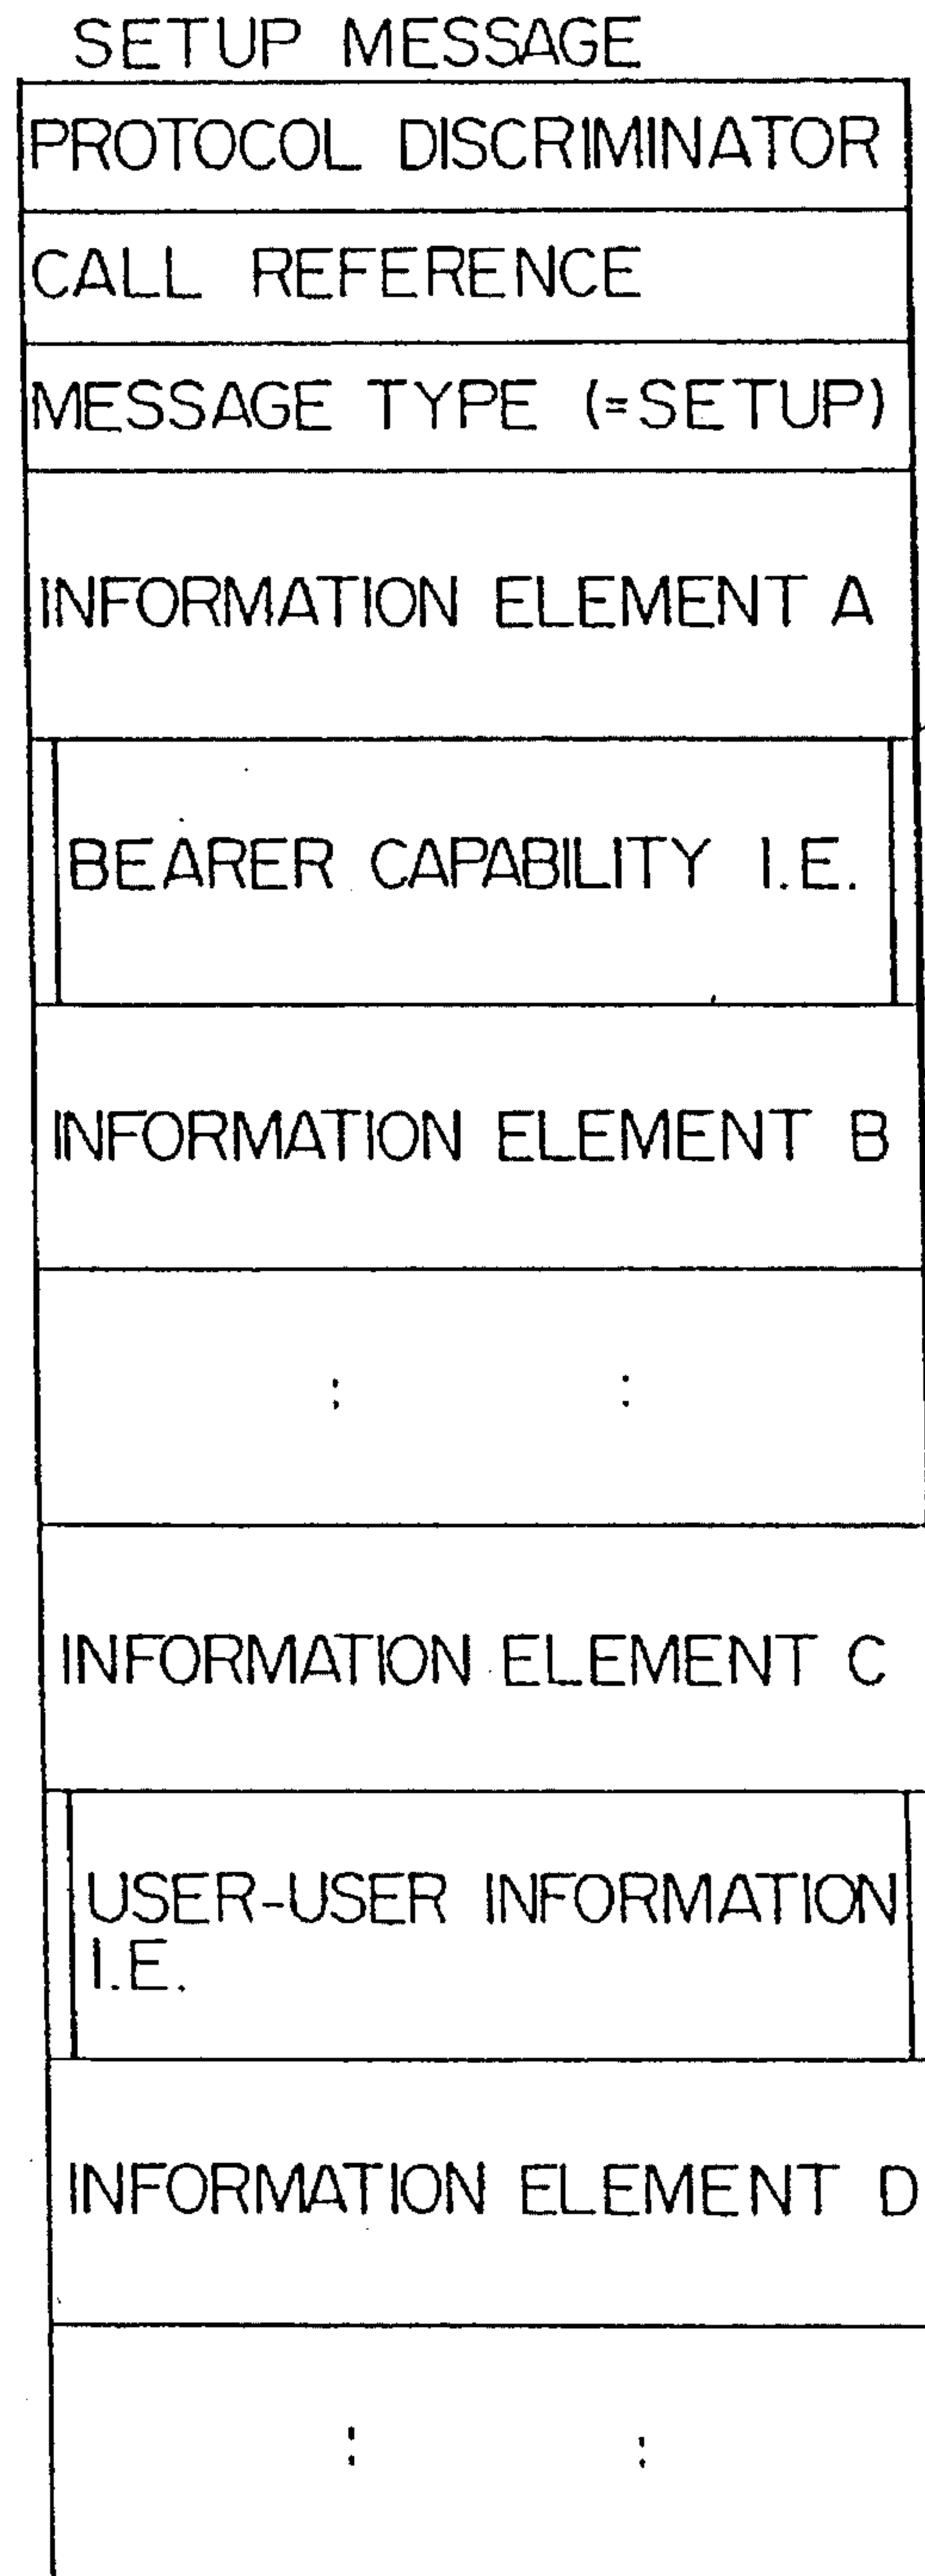 SETUP MESSAGE
PROTOCOL DISCRIMINATOR
CALL REFERENCE
MESSAGE TYPE (=SETUP)
INFORMATION ELEMENT A
BEARER CAPABILITY I.E.
INFORMATION ELEMENT B
: :
INFORMATION ELEMENT C
USER-USER INFORMATION
I.E.
INFORMATION ELEMENT D
: :